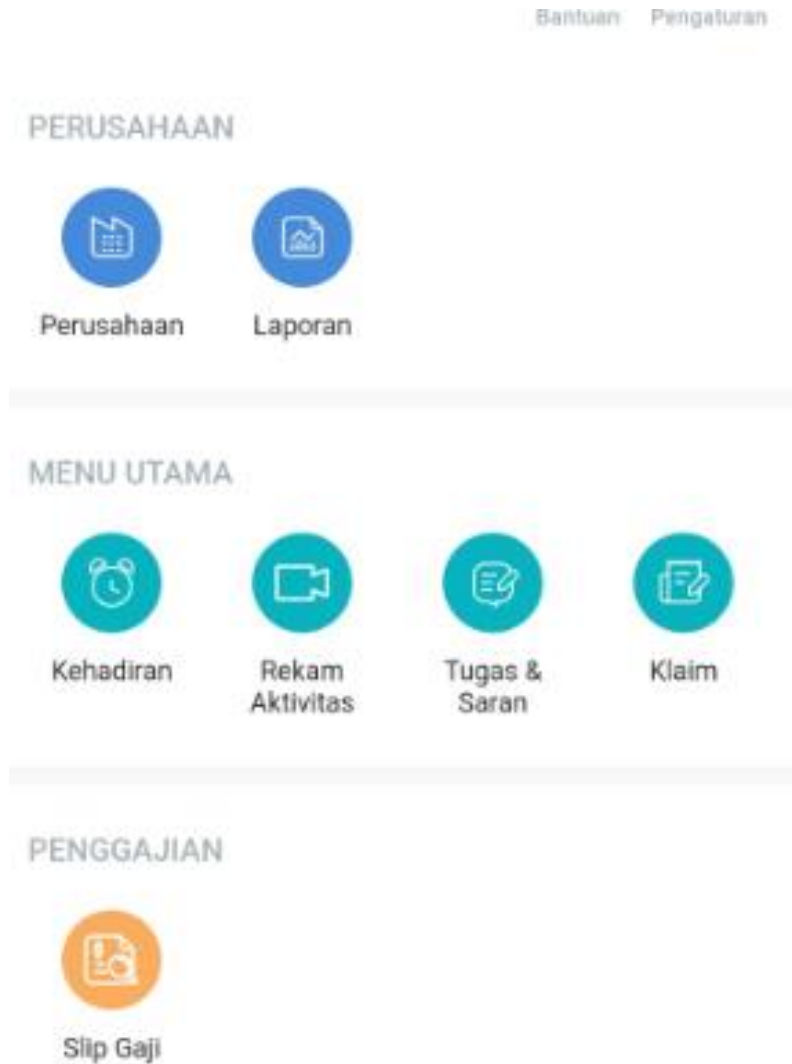 Bantuan Pengaturan
PERUSAHAAN
Perusahaan Laporan
MENU UTAMA
Kehadiran Rekam Aktivitas Tugas & Saran Klaim
PENGGAJIAN
Slip Gaji